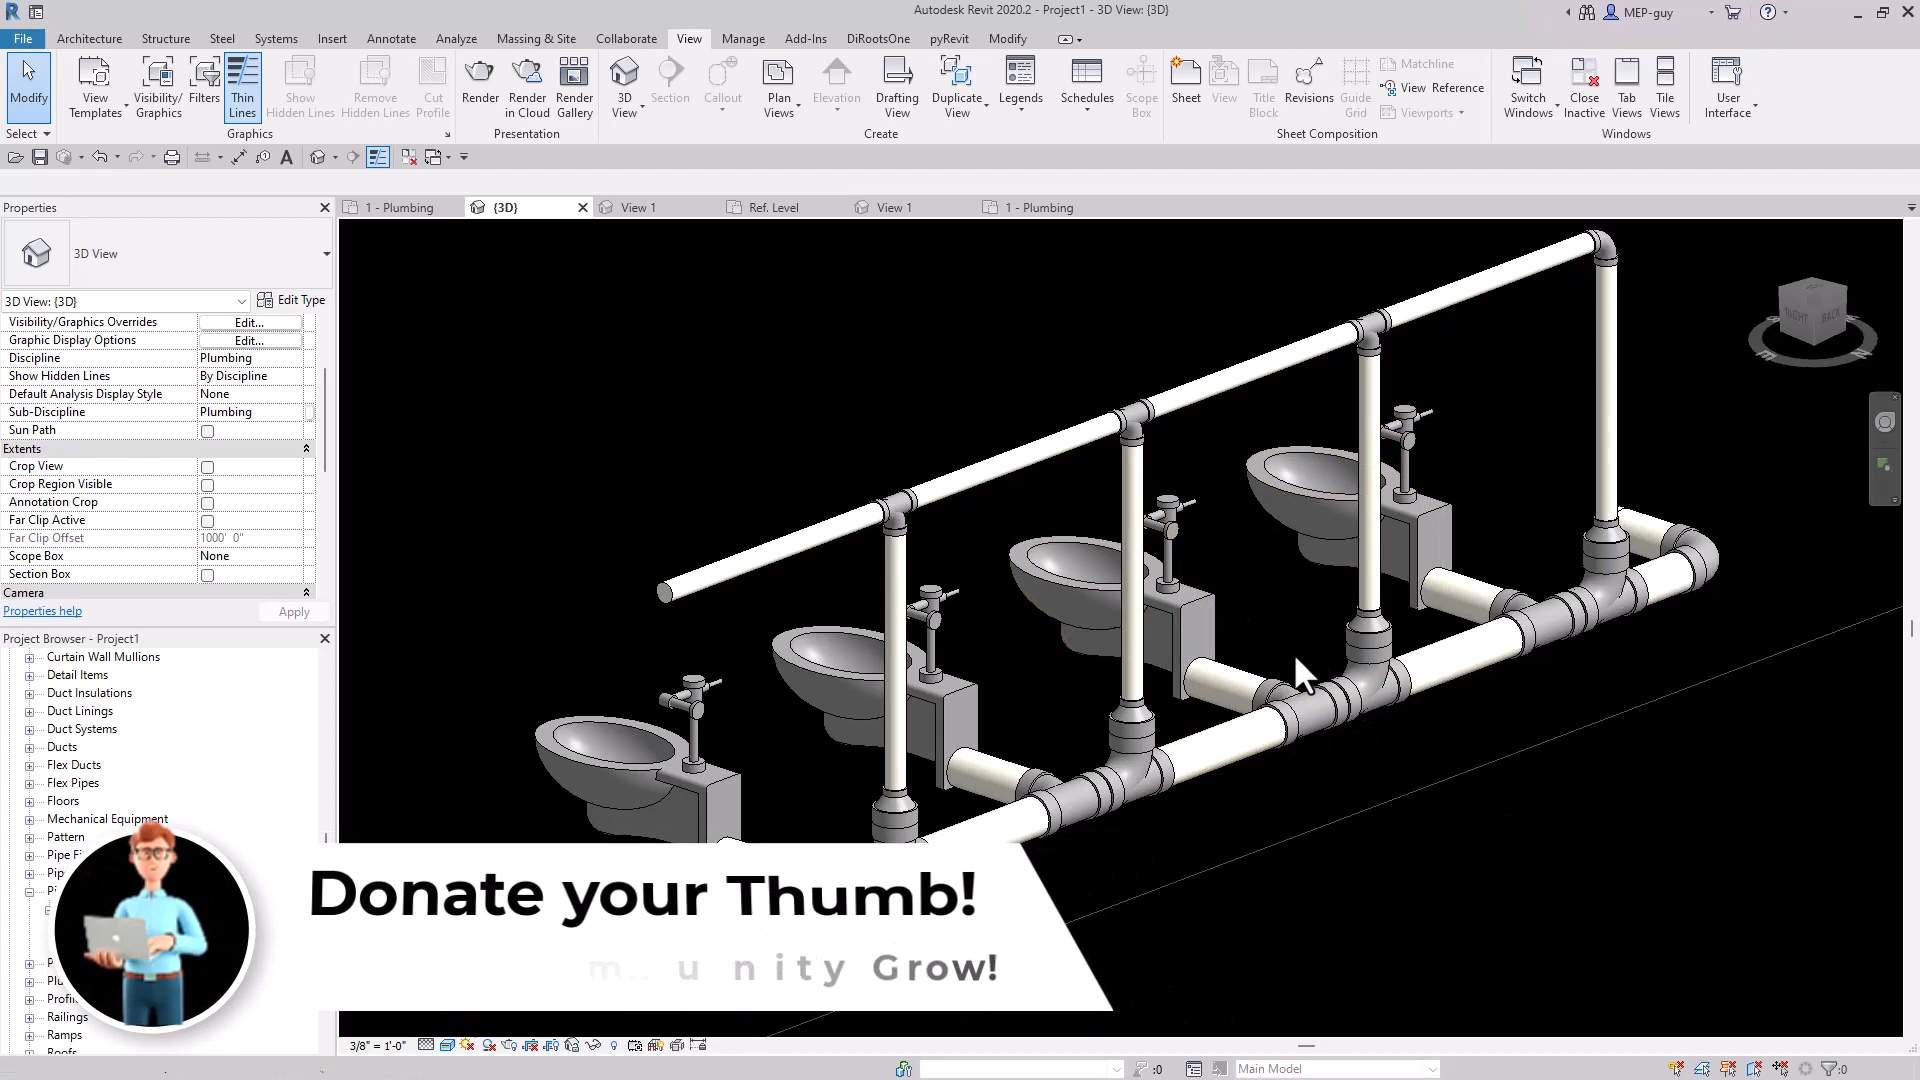 Autodesk Revit 2020.2 - Project1 - 3D View: {3D}
MEP-guy
File Architecture Structure Steel Systems Insert Annotate Analyze Massing & Site Collaborate View Manage Add-Ins DiRootsOne pyRevit Modify
Modify
View Templates
Visibility/ Graphics
Filters
Thin Lines
Show Hidden Lines
Remove Hidden Lines
Cut Profile
Render
Render in Cloud
Render Gallery
3D View
Section
Callout
Plan Views
Elevation
Drafting View
Duplicate View
Legends
Schedules
Scope Box
Sheet
View
Title Block
Revisions
Guide Grid
Matchline
View Reference
Viewports
Switch Windows
Close Inactive
Tab Views
Tile Views
User Interface
Select Graphics Presentation Create Sheet Composition Windows
Properties
1 - Plumbing {3D} View 1 Ref. Level View 1 1 - Plumbing
3D View
3D View: {3D} Edit Type
Visibility/Graphics Overrides Edit...
Graphic Display Options Edit...
Discipline Plumbing
Show Hidden Lines By Discipline
Default Analysis Display Style None
Sub-Discipline Plumbing
Sun Path
Extents
Crop View
Crop Region Visible
Annotation Crop
Far Clip Active
Far Clip Offset 1000' 0"
Scope Box None
Section Box
Camera
Properties help Apply
Project Browser - Project1
Curtain Wall Mullions
Detail Items
Duct Insulations
Duct Linings
Duct Systems
Ducts
Flex Ducts
Flex Pipes
Floors
Mechanical Equipment
Pattern
Railings
Ramps
RIGHT BACK
Donate your Thumb!
unity Grow!
3/8" = 1'-0"
:0
Main Model
:0